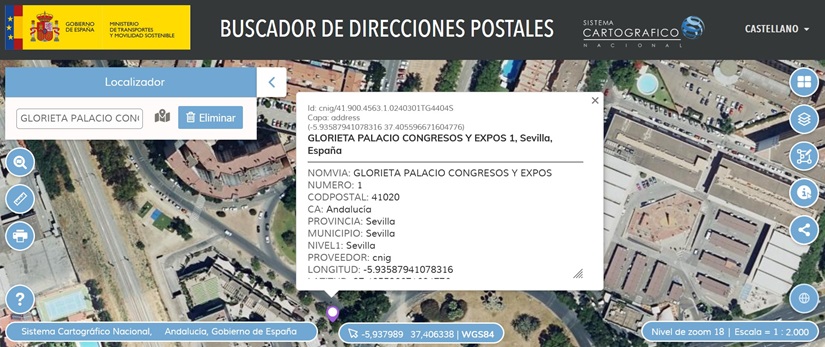 GOBIERNO
DE ESPAÑA
MINISTERIO
DE TRANSPORTES
Y MOVILIDAD SOSTENIBLE
BUSCADOR DE DIRECCIONES POSTALES
SISTEMA
CARTOGRAFICO
NACIONAL
CASTELLANO
Localizador
GLORIETA PALACIO CON
Eliminar
Id: cnig/41.900.4563.1.0240301TG4404S
Capa: address
(-5.93587941078316 37.405596671604776)
GLORIETA PALACIO CONGRESOS Y EXPOS 1, Sevilla,
España
NOMVIA: GLORIETA PALACIO CONGRESOS Y EXPOS
NUMERO: 1
CODPOSTAL: 41020
CA: Andalucía
PROVINCIA: Sevilla
MUNICIPIO: Sevilla
NIVEL1: Sevilla
PROVEEDOR: cnig
LONGITUD: -5.93587941078316
Sistema Cartográfico Nacional, Andalucía, Gobierno de España
-5,937989 37,406338 | WGS84
Nivel de zoom 18 | Escala = 1 : 2.000